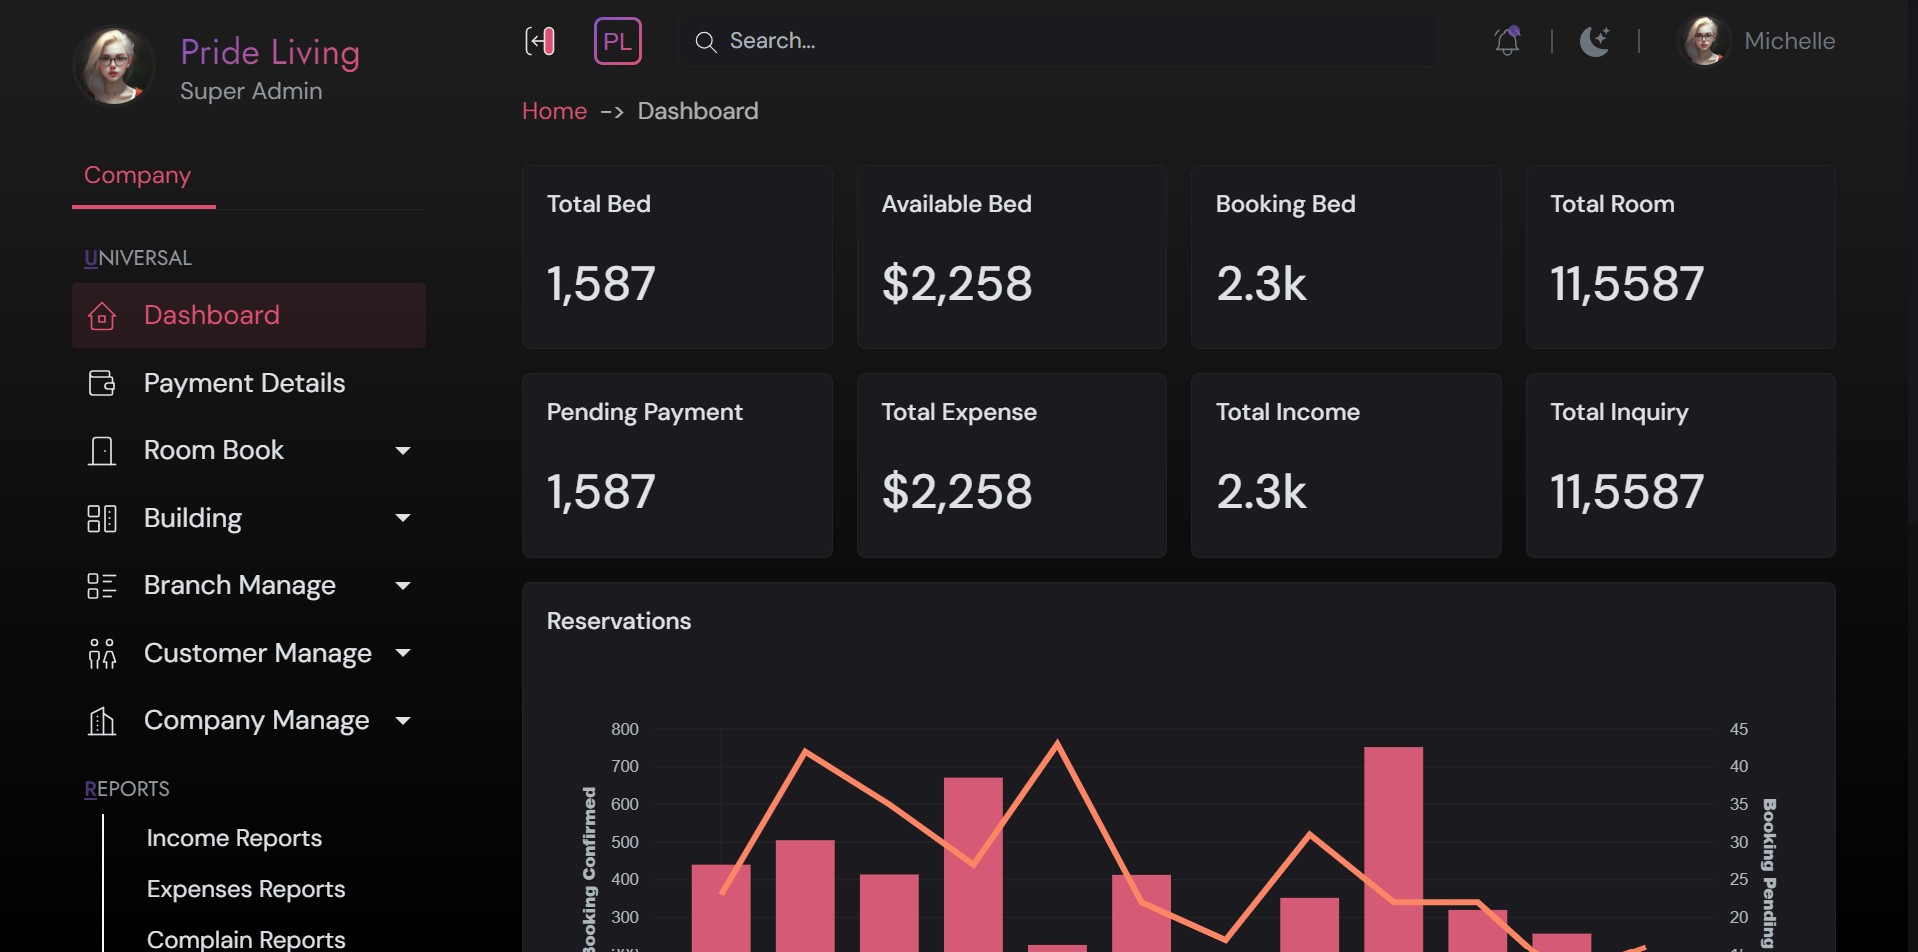 Pride Living
Super Admin
PL
Search...
Michelle
Home -> Dashboard
Company
UNIVERSAL
Dashboard
Payment Details
Room Book
Building
Branch Manage
Customer Manage
Company Manage
REPORTS
Income Reports
Expenses Reports
Complain Reports
Total Bed
1,587
Available Bed
$2,258
Booking Bed
2.3k
Total Room
11,5587
Pending Payment
1,587
Total Expense
$2,258
Total Income
2.3k
Total Inquiry
11,5587
Reservations
Booking Confirmed
800
700
600
500
400
300
45
40
35
30
25
20
Booking Pending